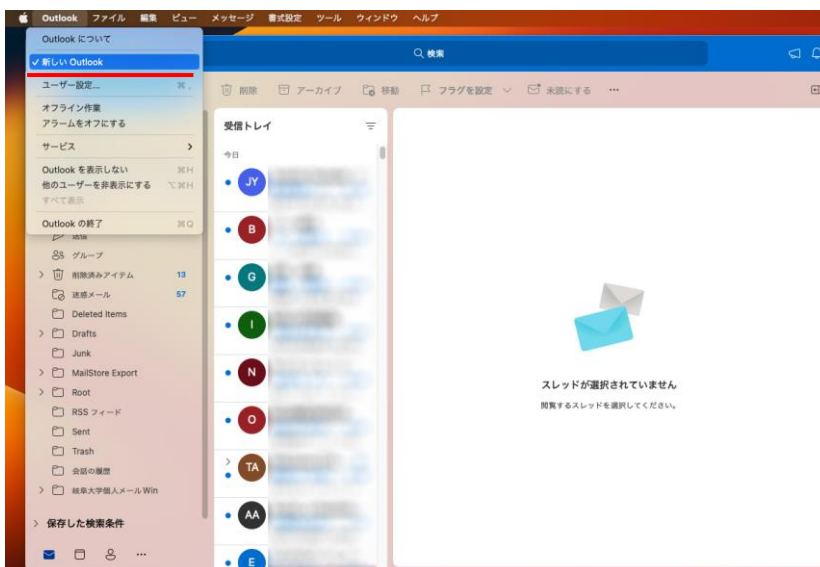 Outlook ファイル 編集 ビュー メッセージ 書式設定 ツール ウィンドウ ヘルプ
Outlook について
✓ 新しい Outlook
ユーザー設定... ⌘ ,
オフライン作業
アラームをオフにする
サービス >
Outlook を表示しない ⌘H
他のユーザーを非表示にする ⌥⌘H
すべて表示
Outlook の終了 ⌘Q
検索
削除 アーカイブ 移動 フラグを設定 未読にする ...
送信
グループ
削除済みアイテム 13
迷惑メール 57
Deleted Items
Drafts
Junk
MailStore Export
Root
RSS フィード
Sent
Trash
会話の履歴
岐阜大学個人メール Win
保存した検索条件
...
受信トレイ
今日
JY
B
G
I
N
O
TA
AA
E
スレッドが選択されていません
閲覧するスレッドを選択してください。